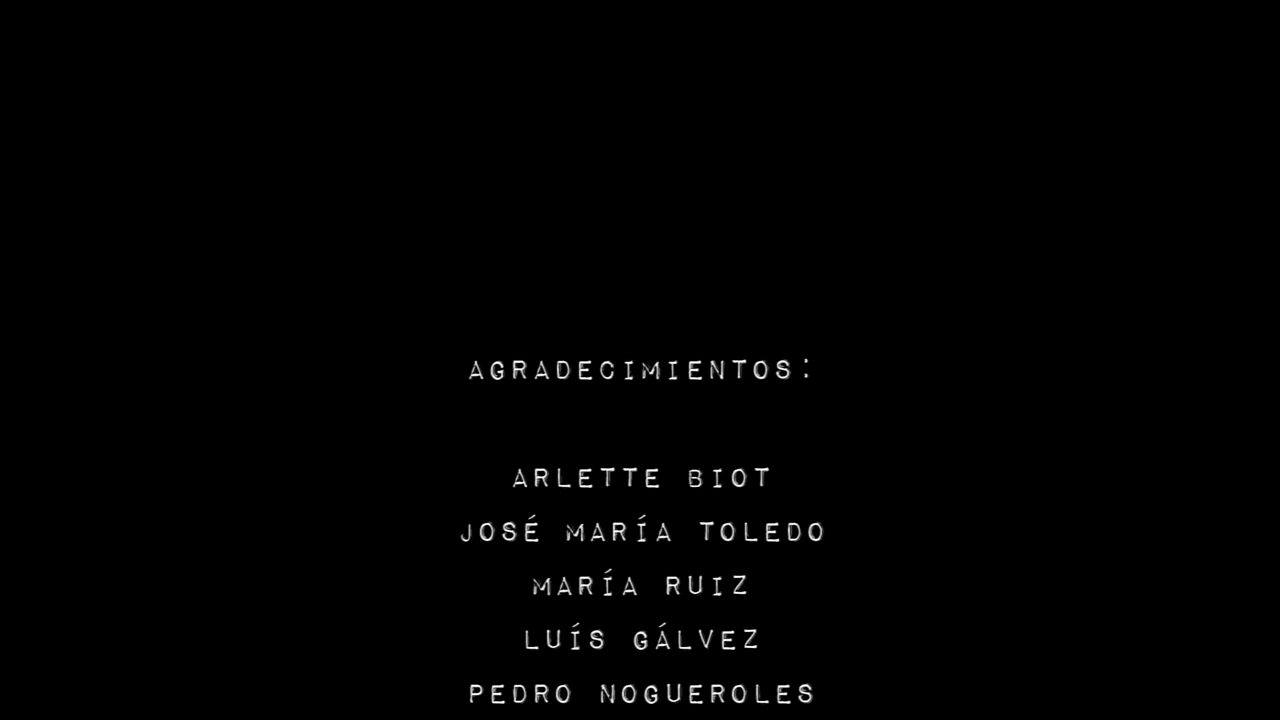 AGRADECIMIENTOS:
ARLETTE BIOT
JOSÉ MARÍA TOLEDO
MARÍA RUIZ
LUÍS GÁLVEZ
PEDRO NOGUEROLES